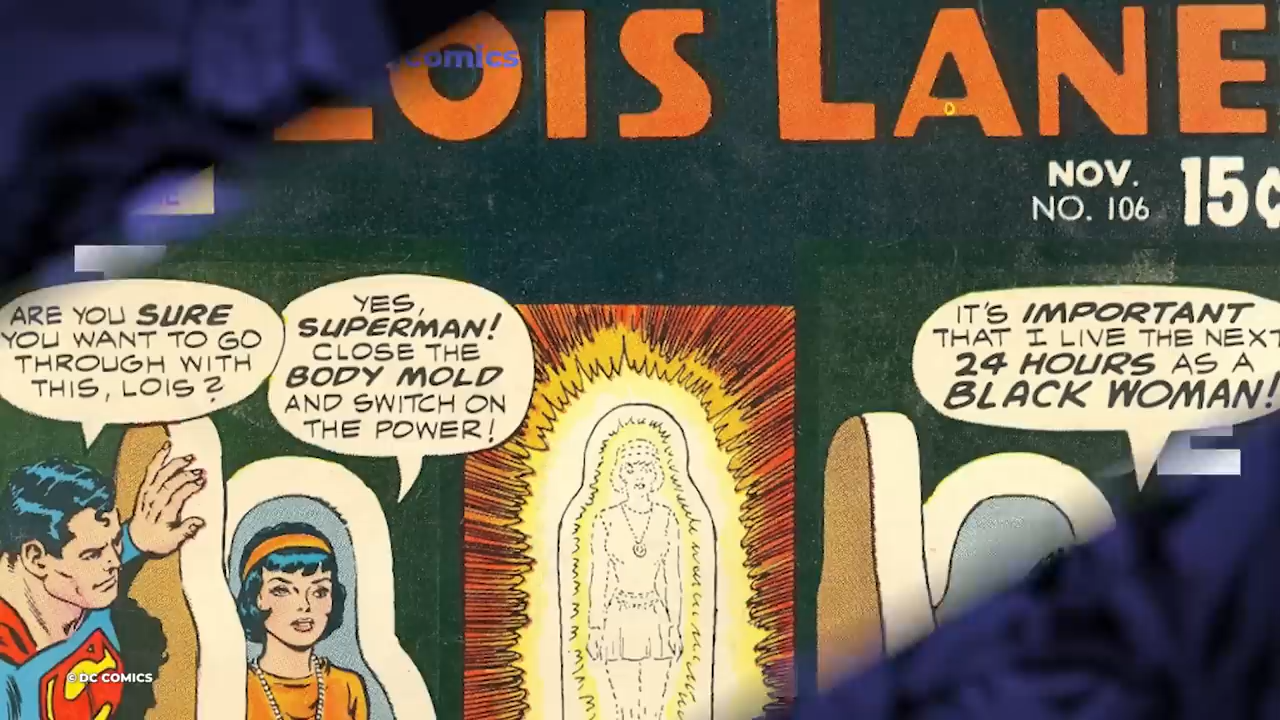 comics
LOIS LANE
NOV.
NO. 106
15¢
ARE YOU SURE
YOU WANT TO GO
THROUGH WITH
THIS, LOIS?
YES,
SUPERMAN!
CLOSE THE
BODY MOLD
AND SWITCH ON
THE POWER!
IT'S IMPORTANT
THAT I LIVE THE NEXT
24 HOURS AS A
BLACK WOMAN!
© DC COMICS